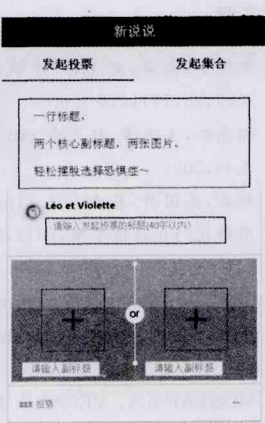 新说说
发起投票 发起集合
一行标题,
两个核心副标题, 两张图片,
轻松摆脱选择恐惧症~
Léo et Violette
请输入发起投票的标题(40字以内)
or
请输入副标题 请输入副标题
投票